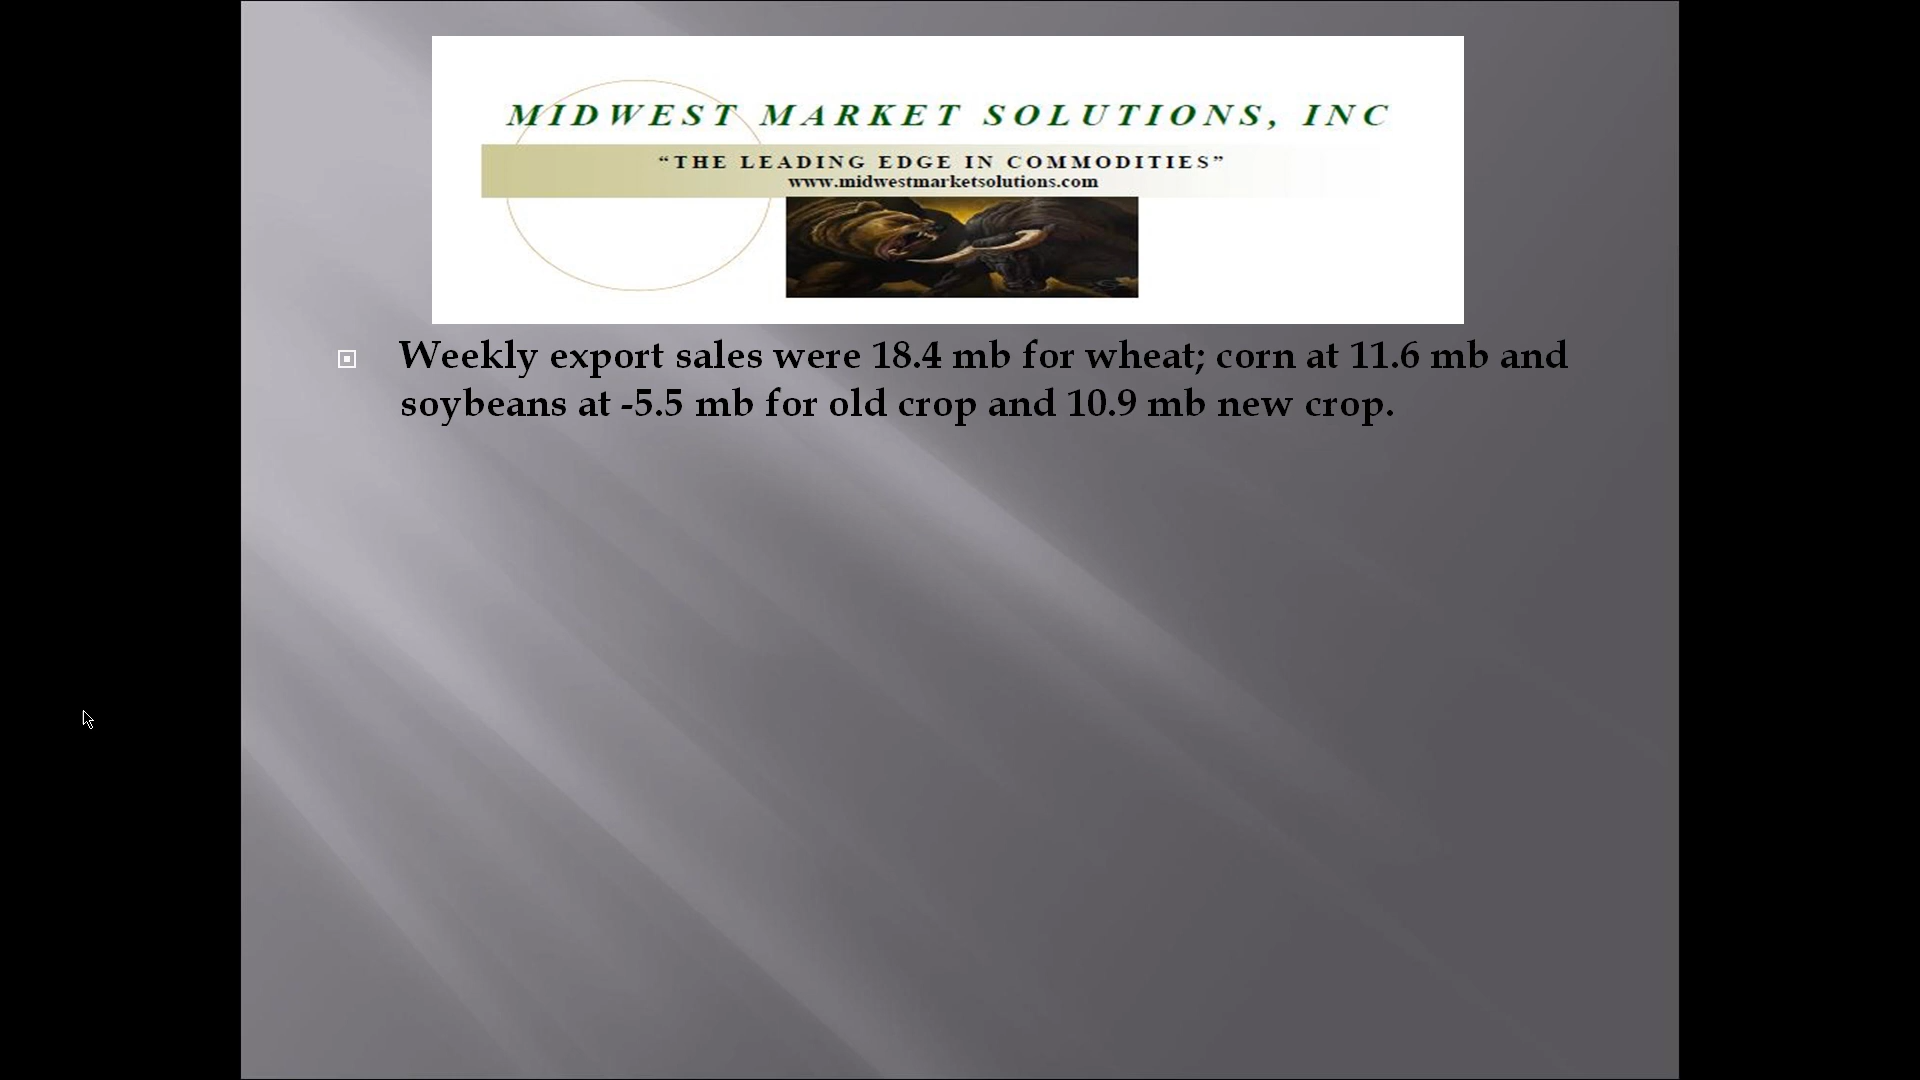 MIDWEST MARKET SOLUTIONS, INC
“THE LEADING EDGE IN COMMODITIES”
www.midwestmarketsolutions.com
Weekly export sales were 18.4 mb for wheat; corn at 11.6 mb and
soybeans at -5.5 mb for old crop and 10.9 mb new crop.